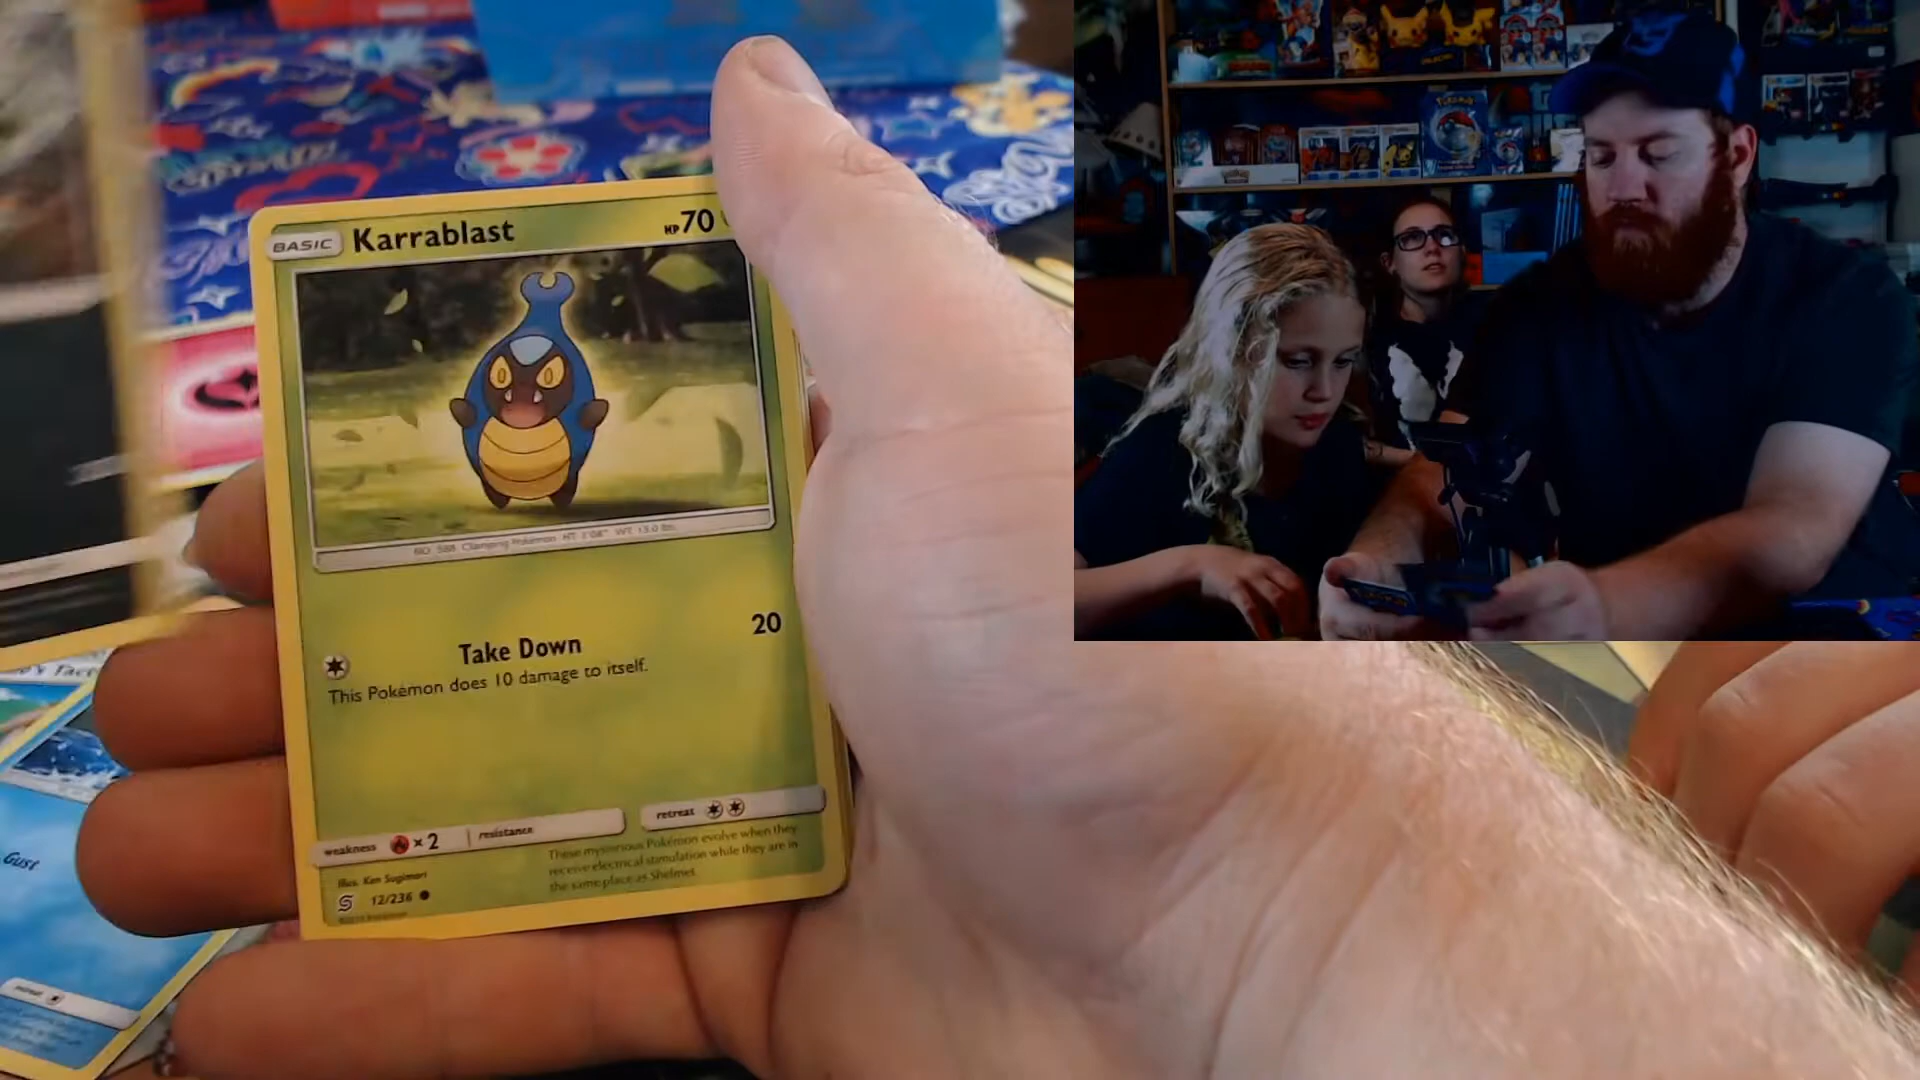 BASIC Karrablast HP 70
NO. 588 Clamping Pokémon HT: 1'08" WT: 13.0 lbs.
Take Down 20
This Pokémon does 10 damage to itself.
weakness × 2 resistance retreat
These mysterious Pokémon evolve when they
receive electrical stimulation while they are in
the same place as Shelmet.
Illus. Ken Sugimori
12/236
Gust